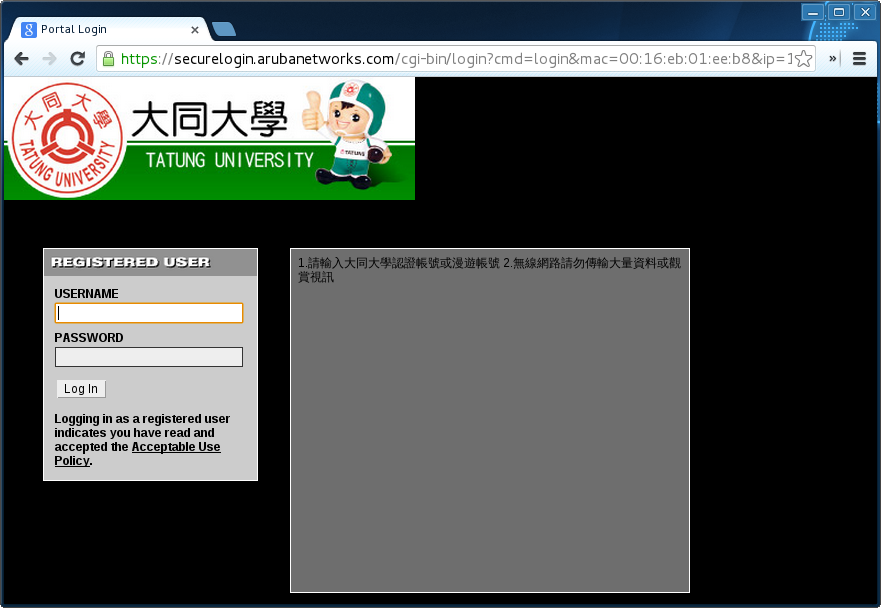 Portal Login
https://securelogin.arubanetworks.com/cgi-bin/login?cmd=login&mac=00:16:eb:01:ee:b8&ip=1
大同大學
TATUNG UNIVERSITY
大同大學
TATUNG UNIVERSITY
TATUNG
REGISTERED USER
USERNAME
PASSWORD
Log In
Logging in as a registered user
indicates you have read and
accepted the Acceptable Use
Policy.
1.請輸入大同大學認證帳號或漫遊帳號 2.無線網路請勿傳輸大量資料或觀
賞視訊